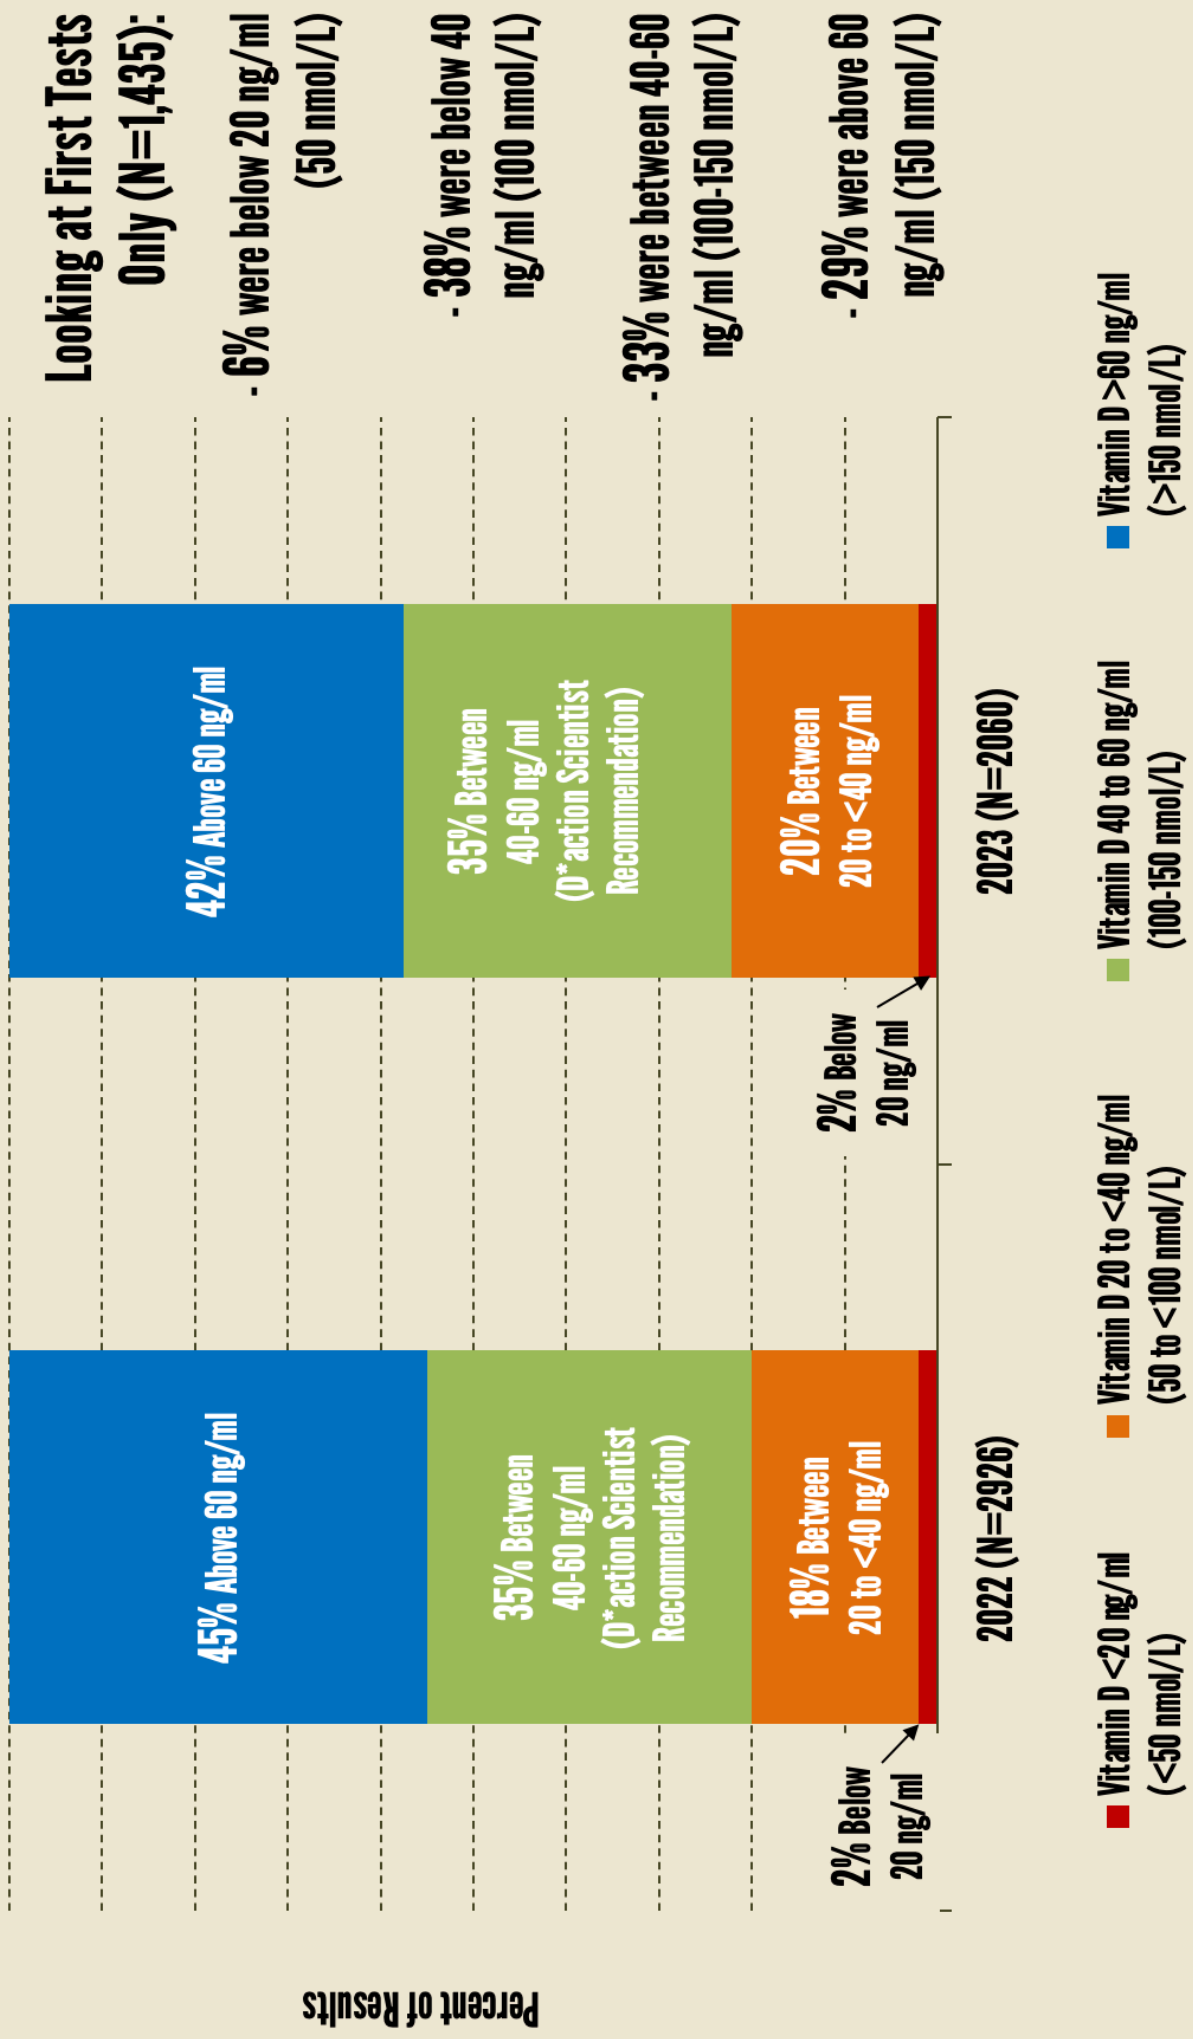 Percent of Results
45% Above 60 ng/ml
35% Between
40-60 ng/ml
(D*action Scientist
Recommendation)
18% Between
20 to <40 ng/ml
2% Below
20 ng/ml
2022 (N=2926)
42% Above 60 ng/ml
35% Between
40-60 ng/ml
(D*action Scientist
Recommendation)
20% Between
20 to <40 ng/ml
2% Below
20 ng/ml
2023 (N=2060)
Looking at First Tests
Only (N=1,435):
- 6% were below 20 ng/ml
(50 nmol/L)
- 38% were below 40
ng/ml (100 nmol/L)
- 33% were between 40-60
ng/ml (100-150 nmol/L)
- 29% were above 60
ng/ml (150 nmol/L)
Vitamin D <20 ng/ml
(<50 nmol/L)
Vitamin D 20 to <40 ng/ml
(50 to <100 nmol/L)
Vitamin D 40 to 60 ng/ml
(100-150 nmol/L)
Vitamin D >60 ng/ml
(>150 nmol/L)